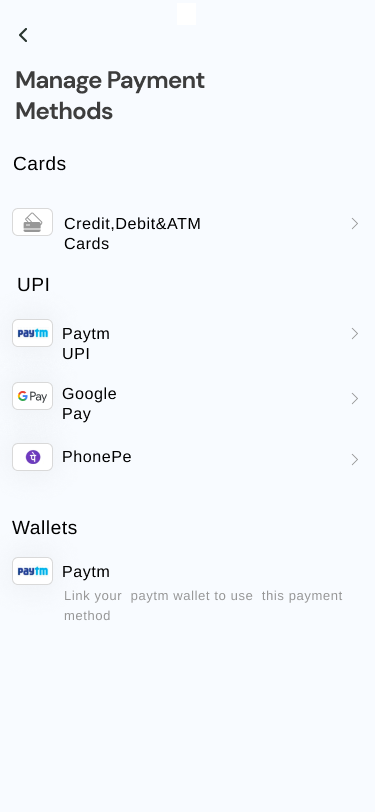 Manage Payment
Methods
Cards
Credit,Debit&ATM
Cards
UPI
paytm
Paytm
UPI
G Pay
Google
Pay
पे
PhonePe
Wallets
paytm
Paytm
Link your  paytm wallet to use  this payment
method